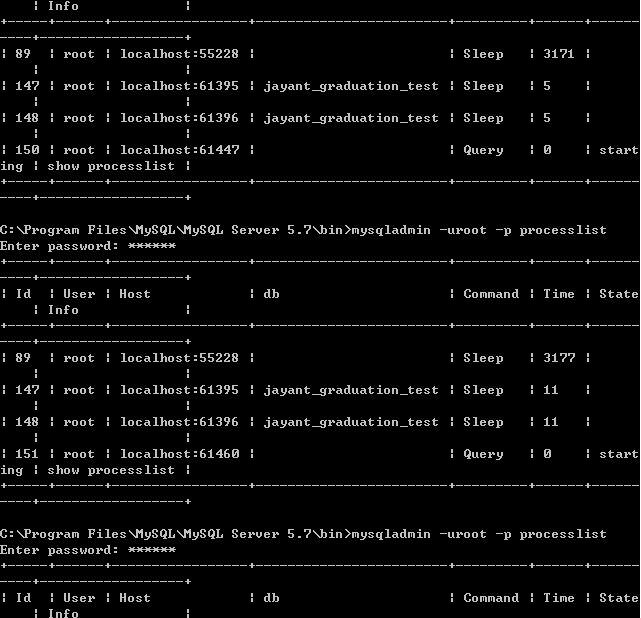 ¦ Info             ¦
+-----+------+-----------------+------------------------+---------+------+------
----+------------------+
¦ 89  ¦ root ¦ localhost:55228 ¦                        ¦ Sleep   ¦ 3171 ¦
    ¦                  ¦
¦ 147 ¦ root ¦ localhost:61395 ¦ jayant_graduation_test ¦ Sleep   ¦ 5    ¦
    ¦                  ¦
¦ 148 ¦ root ¦ localhost:61396 ¦ jayant_graduation_test ¦ Sleep   ¦ 5    ¦
    ¦                  ¦
¦ 150 ¦ root ¦ localhost:61447 ¦                        ¦ Query   ¦ 0    ¦ start
ing ¦ show processlist ¦
+-----+------+-----------------+------------------------+---------+------+------
----+------------------+

C:\Program Files\MySQL\MySQL Server 5.7\bin>mysqladmin -uroot -p processlist
Enter password: ******
+-----+------+-----------------+------------------------+---------+------+------
----+------------------+
¦ Id  ¦ User ¦ Host            ¦ db                     ¦ Command ¦ Time ¦ State
    ¦ Info             ¦
+-----+------+-----------------+------------------------+---------+------+------
----+------------------+
¦ 89  ¦ root ¦ localhost:55228 ¦                        ¦ Sleep   ¦ 3177 ¦
    ¦                  ¦
¦ 147 ¦ root ¦ localhost:61395 ¦ jayant_graduation_test ¦ Sleep   ¦ 11   ¦
    ¦                  ¦
¦ 148 ¦ root ¦ localhost:61396 ¦ jayant_graduation_test ¦ Sleep   ¦ 11   ¦
    ¦                  ¦
¦ 151 ¦ root ¦ localhost:61460 ¦                        ¦ Query   ¦ 0    ¦ start
ing ¦ show processlist ¦
+-----+------+-----------------+------------------------+---------+------+------
----+------------------+

C:\Program Files\MySQL\MySQL Server 5.7\bin>mysqladmin -uroot -p processlist
Enter password: ******
+-----+------+-----------------+------------------------+---------+------+------
----+------------------+
¦ Id  ¦ User ¦ Host            ¦ db                     ¦ Command ¦ Time ¦ State
    ¦ Info             ¦